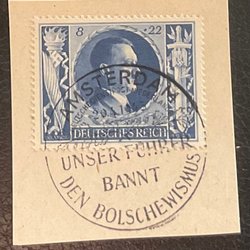 8 + 22
AMSTERDAM
DEUTSCHES REICH
UNSER FÜHRER
BANNT
DEN BOLSCHEWISMUS